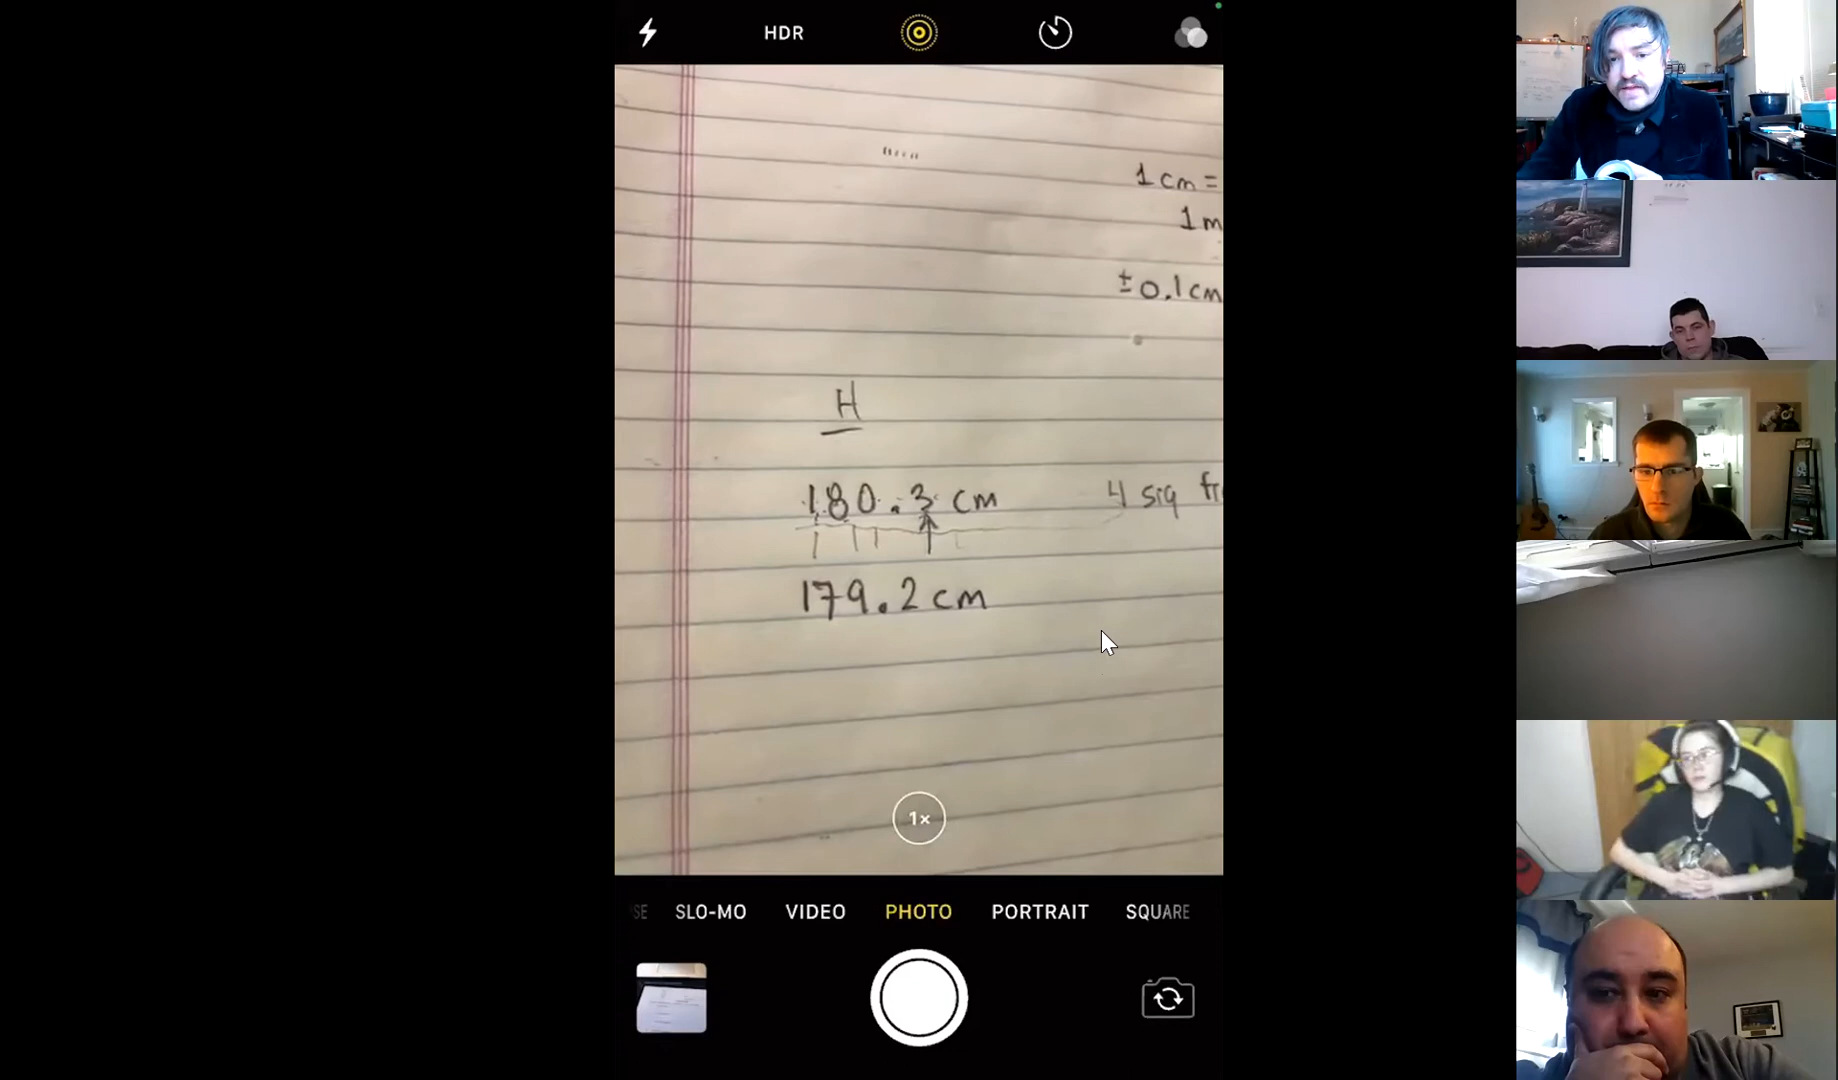 HDR
1 cm =
1 m
± 0.1 cm
H
180.3 cm
4 sig
179.2 cm
1×
SLO-MO VIDEO PHOTO PORTRAIT SQUARE